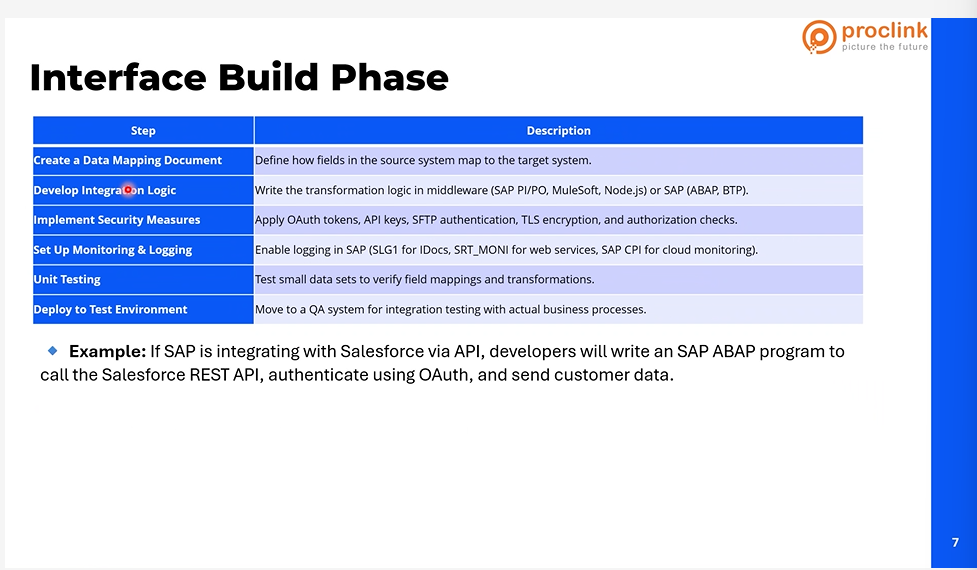 proclink
picture the future
Interface Build Phase
Step Description
Create a Data Mapping Document Define how fields in the source system map to the target system.
Develop Integration Logic Write the transformation logic in middleware (SAP PI/PO, MuleSoft, Node.js) or SAP (ABAP, BTP).
Implement Security Measures Apply OAuth tokens, API keys, SFTP authentication, TLS encryption, and authorization checks.
Set Up Monitoring & Logging Enable logging in SAP (SLG1 for IDocs, SRT_MONI for web services, SAP CPI for cloud monitoring).
Unit Testing Test small data sets to verify field mappings and transformations.
Deploy to Test Environment Move to a QA system for integration testing with actual business processes.
Example: If SAP is integrating with Salesforce via API, developers will write an SAP ABAP program to
call the Salesforce REST API, authenticate using OAuth, and send customer data.
7